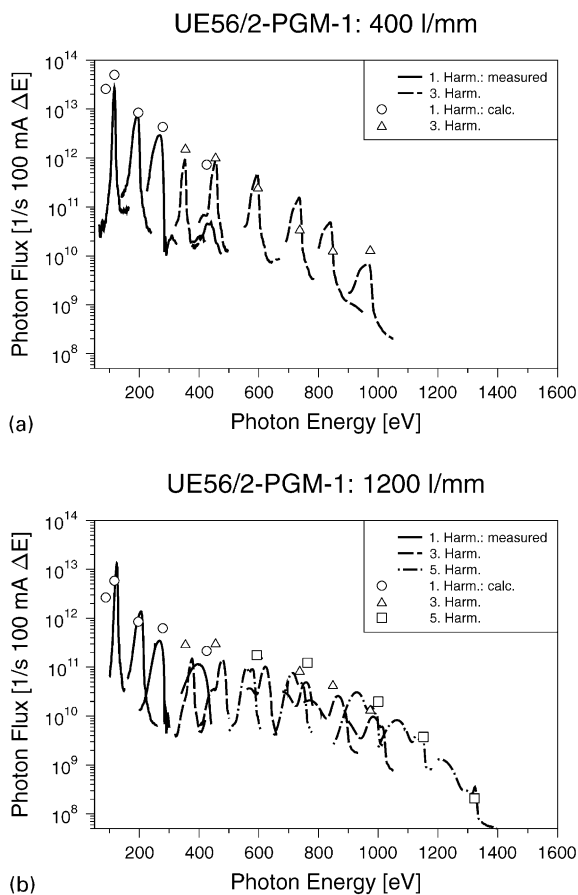 UE56/2-PGM-1: 400 l/mm
Photon Flux [1/s 100 mA ΔE]
10^14
10^13
10^12
10^11
10^10
10^9
10^8
1. Harm.: measured
3. Harm.
1. Harm.: calc.
3. Harm.
200 400 600 800 1000 1200 1400 1600
Photon Energy [eV]
(a)
UE56/2-PGM-1: 1200 l/mm
Photon Flux [1/s 100 mA ΔE]
10^14
10^13
10^12
10^11
10^10
10^9
10^8
1. Harm.: measured
3. Harm.
5. Harm.
1. Harm.: calc.
3. Harm.
5. Harm.
200 400 600 800 1000 1200 1400 1600
Photon Energy [eV]
(b)